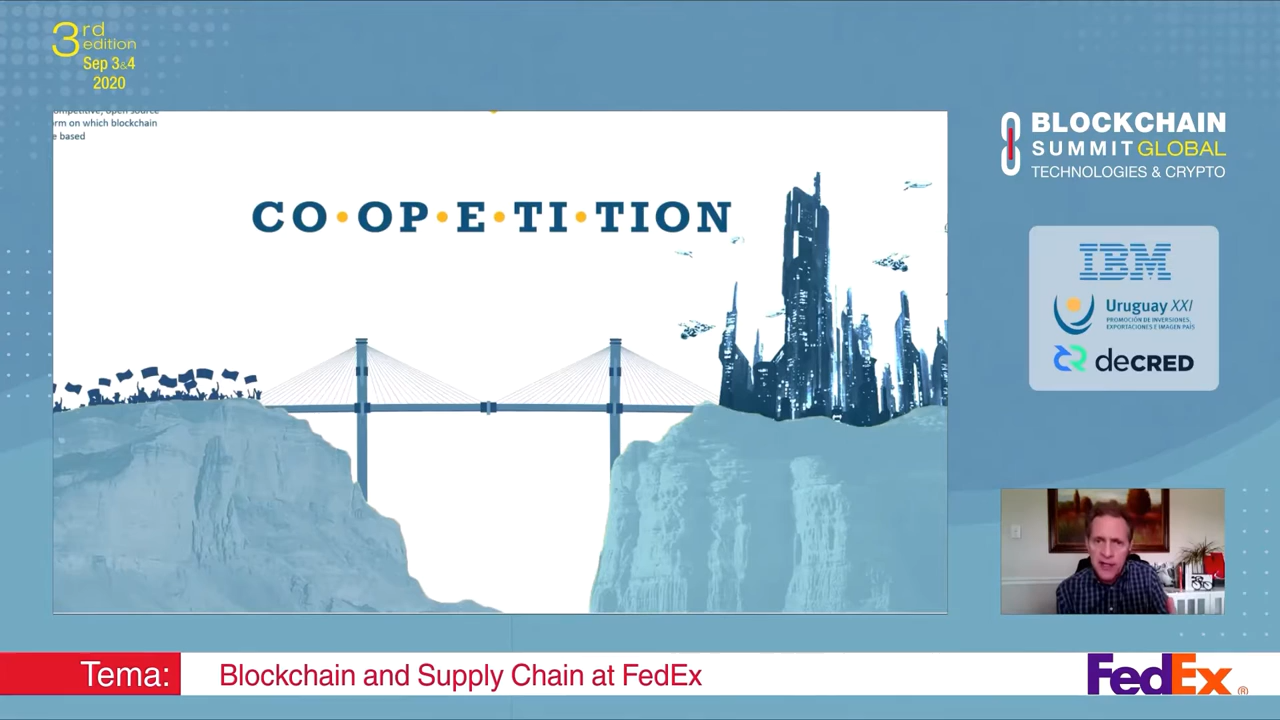 3rd
edition
Sep 3&4
2020
orm on which blockchain
e based
CO·OP·E·TI·TION
BLOCKCHAIN
SUMMIT GLOBAL
TECHNOLOGIES & CRYPTO
IBM
Uruguay XXI
PROMOCIÓN DE INVERSIONES,
EXPORTACIONES E IMAGEN PAÍS
deCRED
Tema:
Blockchain and Supply Chain at FedEx
FedEx®